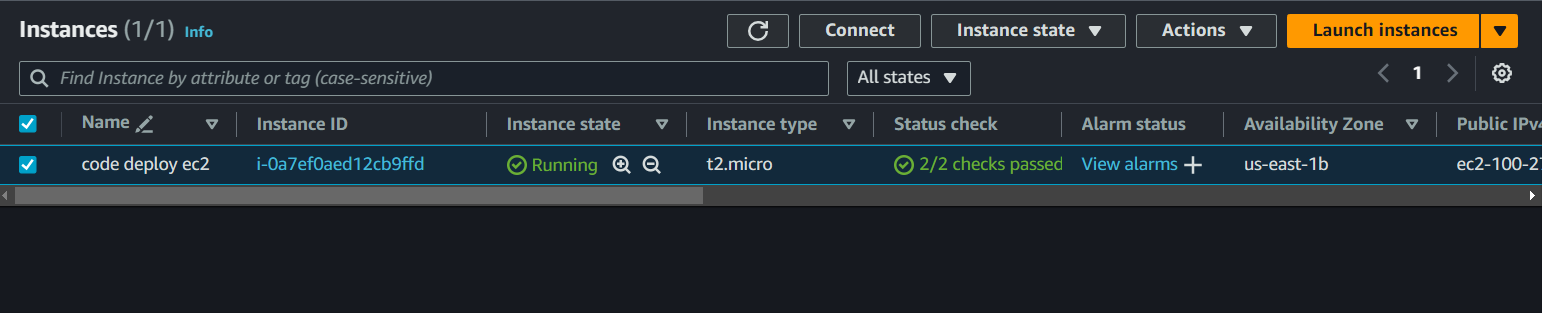 Instances (1/1) Info
Connect
Instance state
Actions
Launch instances
Find Instance by attribute or tag (case-sensitive)
All states
1
Name Instance ID Instance state Instance type Status check Alarm status Availability Zone Public IPv4
code deploy ec2 i-0a7ef0aed12cb9ffd Running t2.micro 2/2 checks passed View alarms us-east-1b ec2-100-27